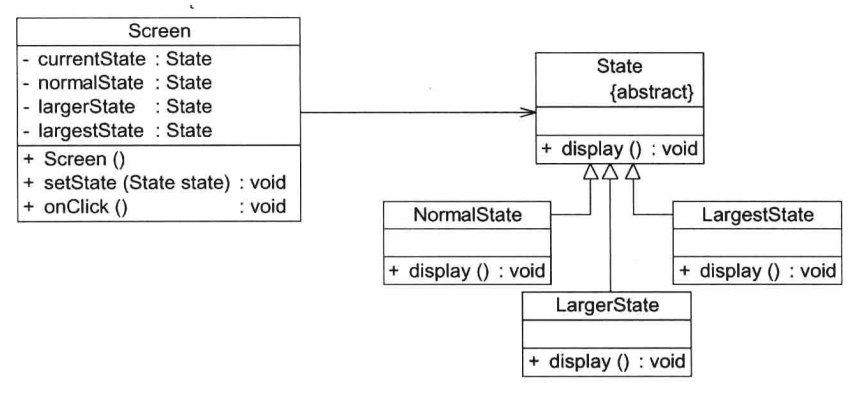 Screen
- currentState : State
- normalState : State
- largerState : State
- largestState : State
+ Screen ()
+ setState (State state) : void
+ onClick () : void
State
{abstract}
+ display () : void
NormalState
+ display () : void
LargestState
+ display () : void
LargerState
+ display () : void